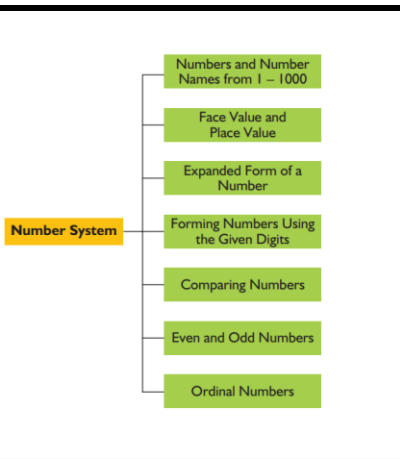 Numbers and Number
Names from 1 – 1000
Face Value and
Place Value
Expanded Form of a
Number
Number System
Forming Numbers Using
the Given Digits
Comparing Numbers
Even and Odd Numbers
Ordinal Numbers